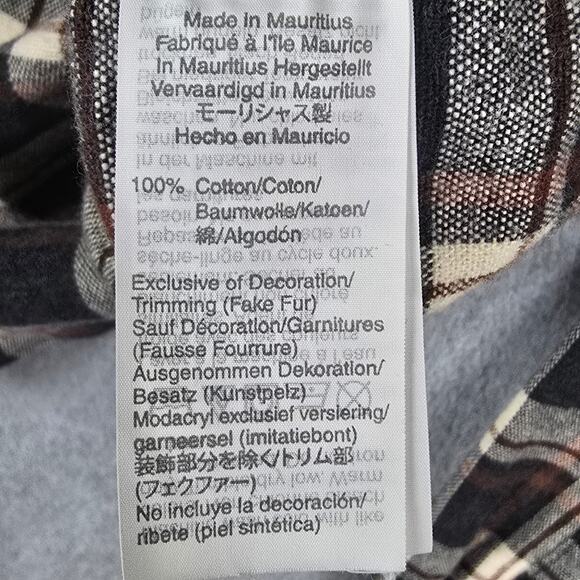 Made in Mauritius
Fabriqué à l'Île Maurice
In Mauritius Hergestellt
Vervaardigd in Mauritius
モーリシャス製
Hecho en Mauricio
100% Cotton/Coton/
Baumwolle/Katoen/
綿/Algodón
Exclusive of Decoration/
Trimming (Fake Fur)
Sauf Décoration/Garnitures
(Fausse Fourrure)
Ausgenommen Dekoration/
Besatz (Kunstpelz)
Modacryl exclusief versiering/
garneersel (imitatiebont)
装飾部分を除く/トリム部
(フェクファー)
No incluye la decoración/
ribete (piel sintética)